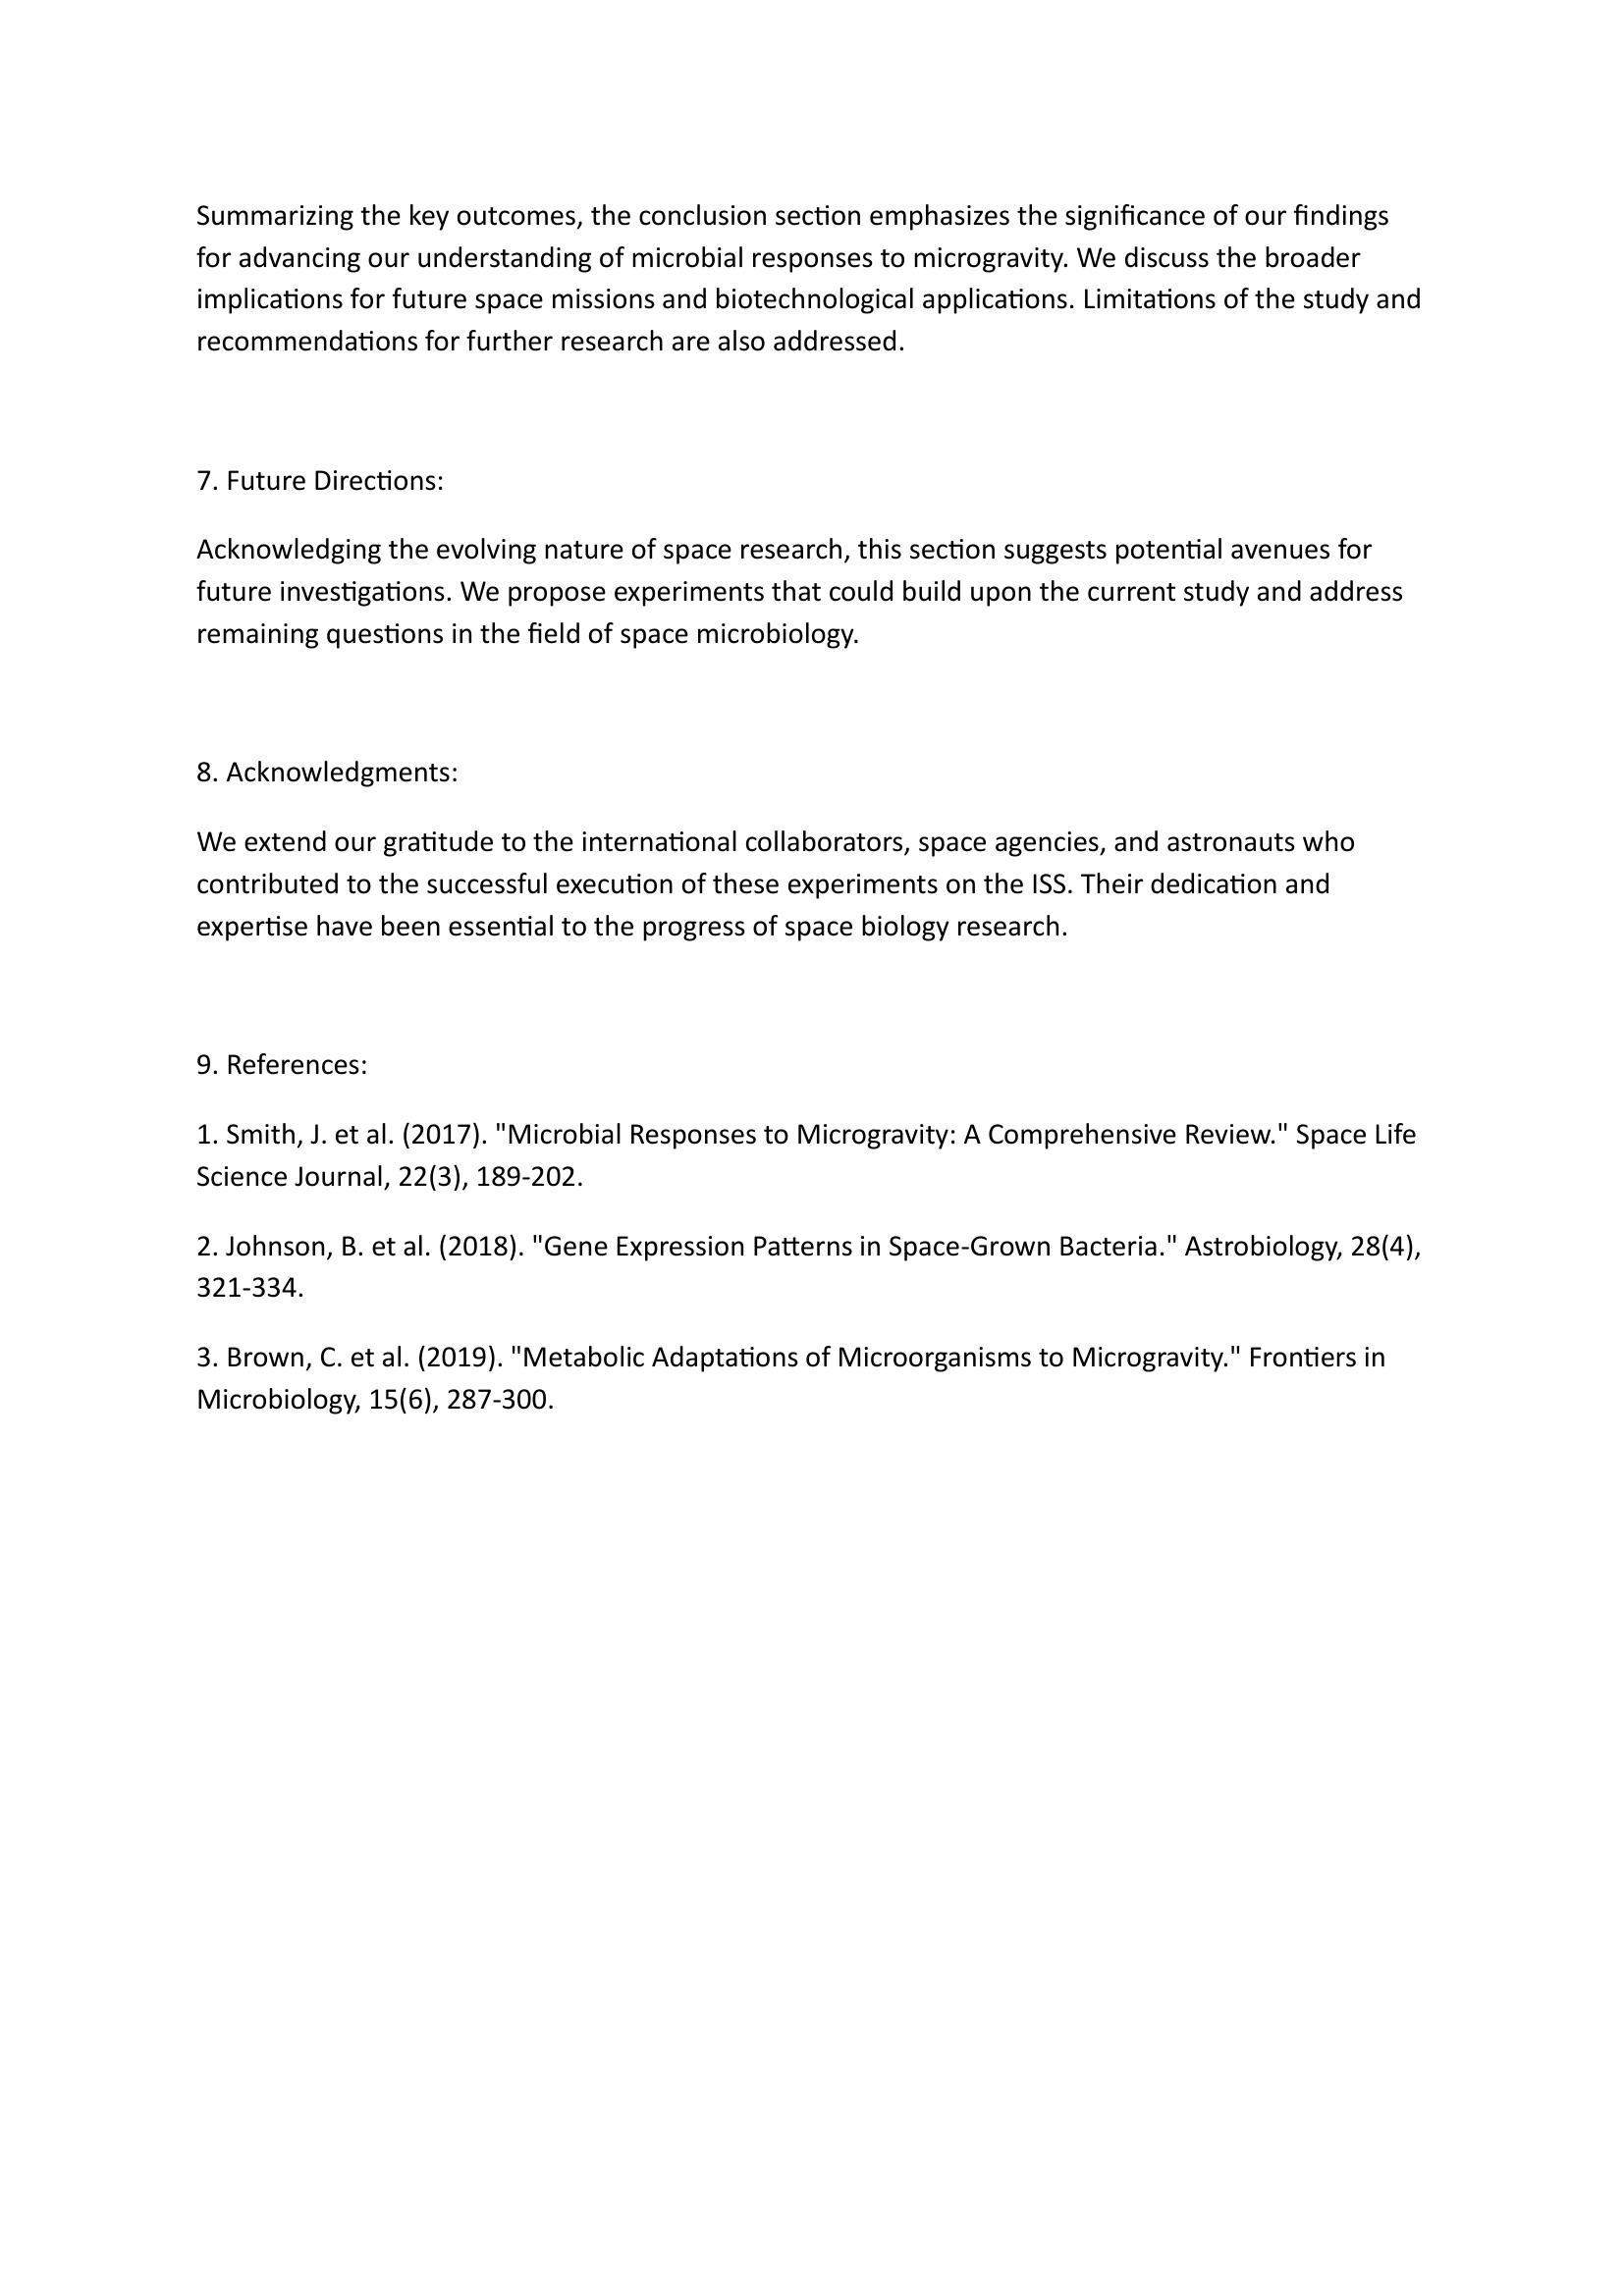 Summarizing the key outcomes, the conclusion section emphasizes the significance of our findings
for advancing our understanding of microbial responses to microgravity. We discuss the broader
implications for future space missions and biotechnological applications. Limitations of the study and
recommendations for further research are also addressed.
7. Future Directions:
Acknowledging the evolving nature of space research, this section suggests potential avenues for
future investigations. We propose experiments that could build upon the current study and address
remaining questions in the field of space microbiology.
8. Acknowledgments:
We extend our gratitude to the international collaborators, space agencies, and astronauts who
contributed to the successful execution of these experiments on the ISS. Their dedication and
expertise have been essential to the progress of space biology research.
9. References:
1. Smith, J. et al. (2017). "Microbial Responses to Microgravity: A Comprehensive Review." Space Life
Science Journal, 22(3), 189-202.
2. Johnson, B. et al. (2018). "Gene Expression Patterns in Space-Grown Bacteria." Astrobiology, 28(4),
321-334.
3. Brown, C. et al. (2019). "Metabolic Adaptations of Microorganisms to Microgravity." Frontiers in
Microbiology, 15(6), 287-300.